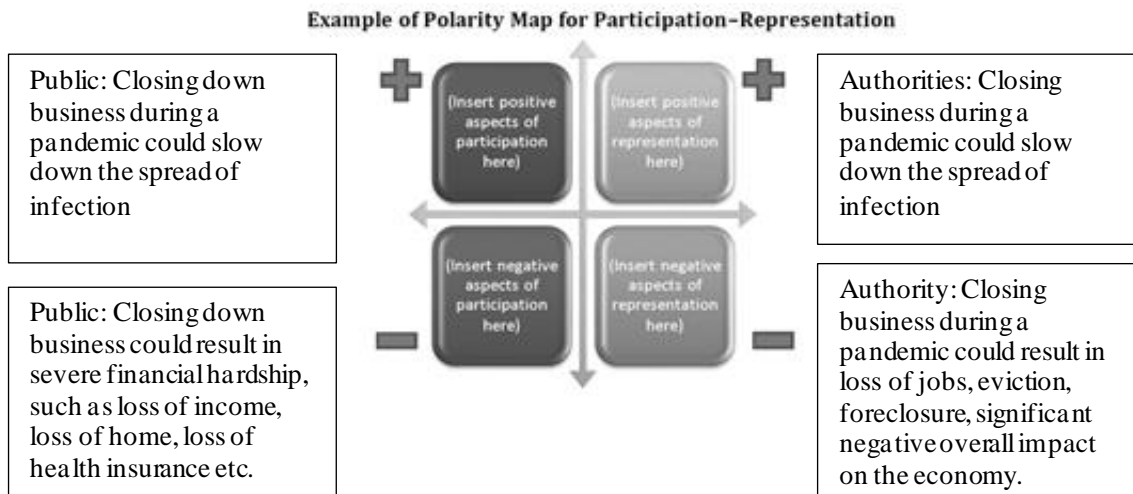 Example of Polarity Map for Participation–Representation
Public: Closing down
business during a
pandemic could slow
down the spread of
infection
(Insert positive
aspects of
participation
here)
(Insert positive
aspects of
representation
here)
Authorities: Closing
business during a
pandemic could slow
down the spread of
infection
Public: Closing down
business could result in
severe financial hardship,
such as loss of income,
loss of home, loss of
health insurance etc.
(Insert negative
aspects of
participation
here)
(Insert negative
aspects of
representation
here)
Authority: Closing
business during a
pandemic could result in
loss of jobs, eviction,
foreclosure, significant
negative overall impact
on the economy.